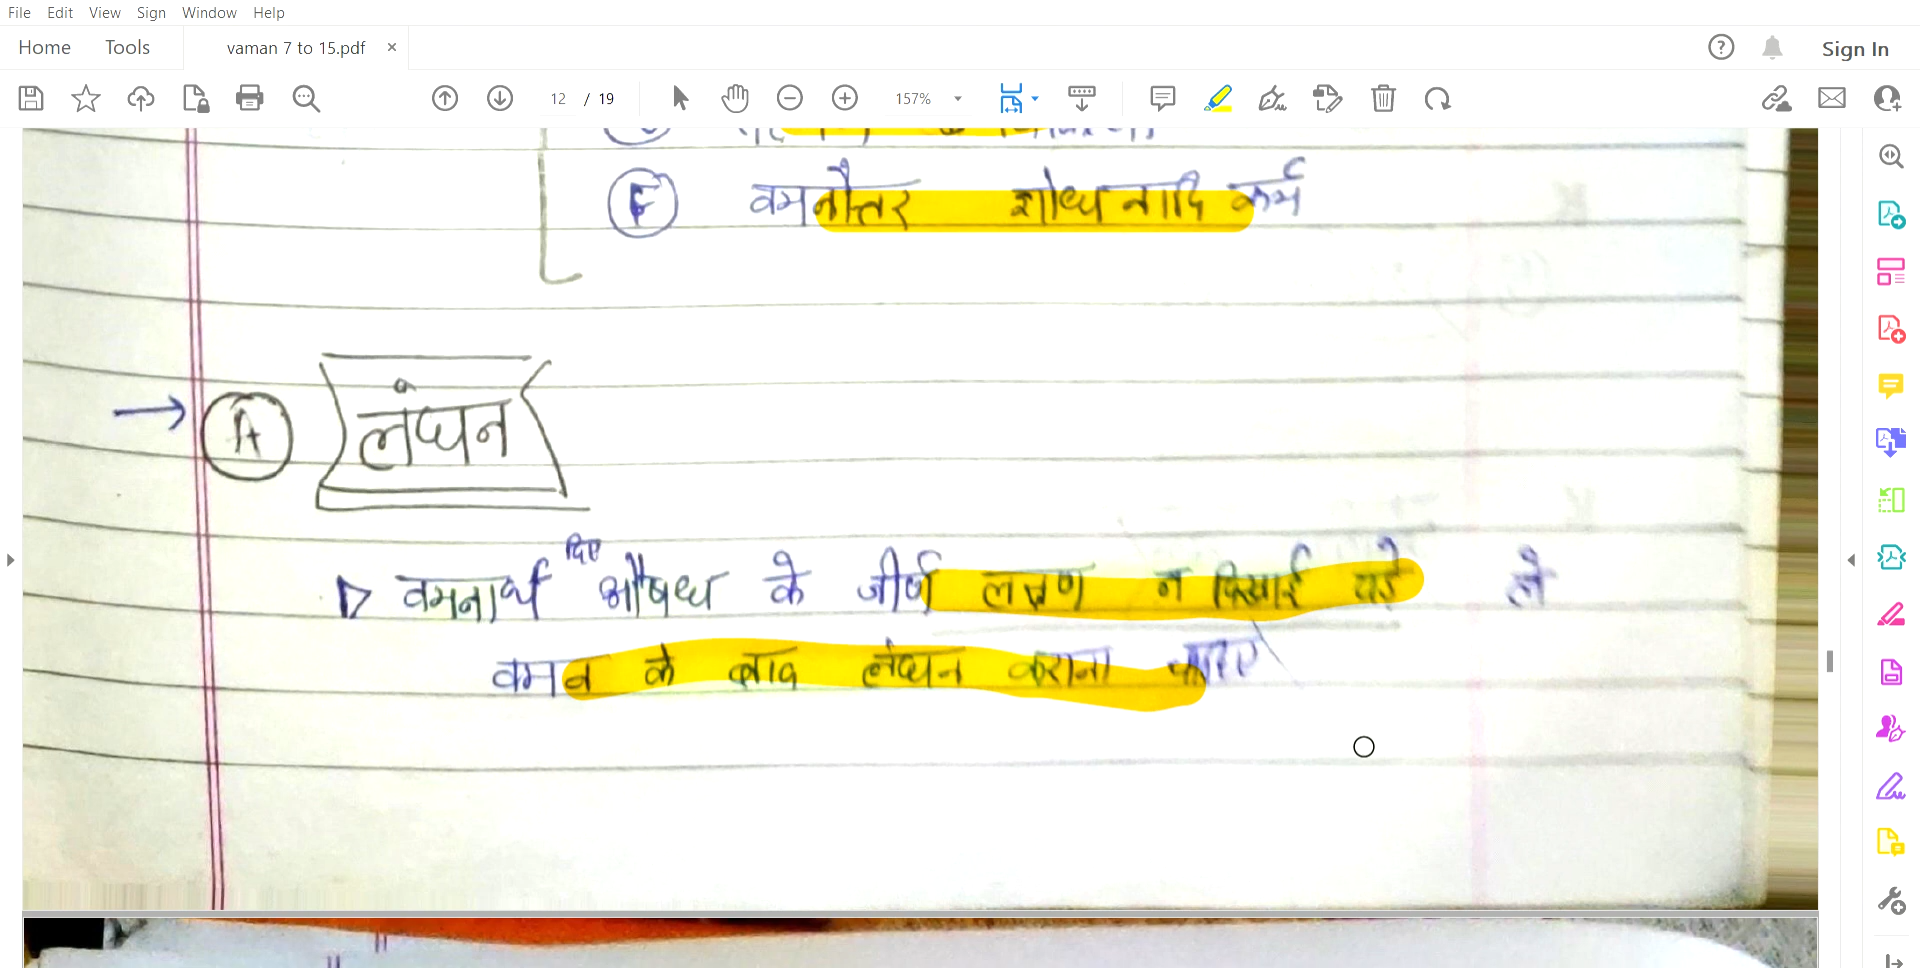 File Edit View Sign Window Help
Home Tools vaman 7 to 15.pdf × ? Sign In
12 / 19 157%
F वमनौत्तर शोधनादि कर्म
→ A लंघन
▷ वमनार्थ दिए औषध के जीर्ण लक्षण न दिखाई पडे तो
वमन के बाद लंघन कराना चाहिए